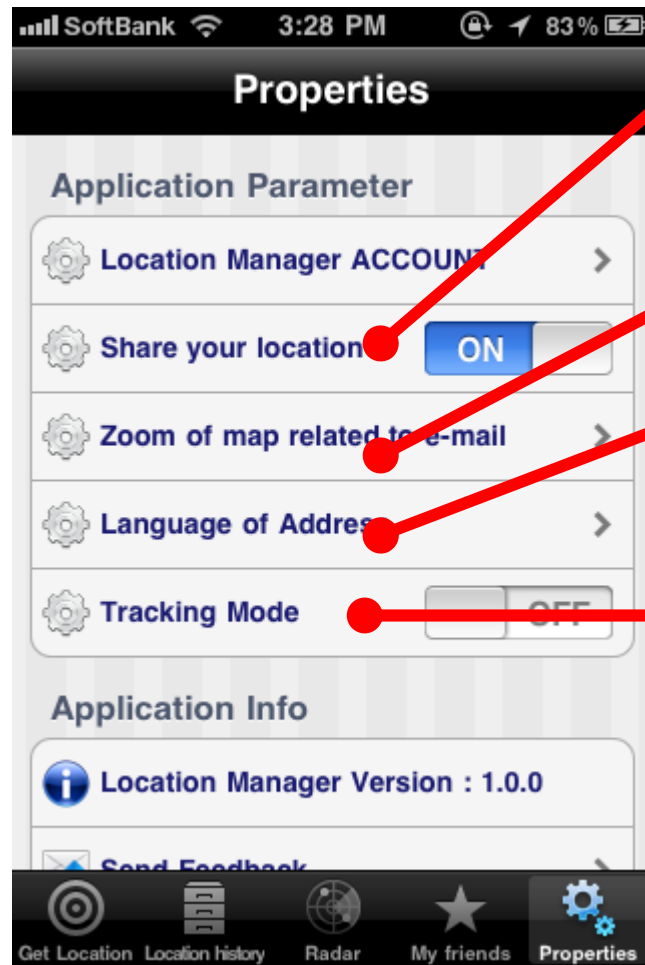 SoftBank 3:28 PM 83%
Properties
Application Parameter
Location Manager ACCOUNT
Share your location ON
Zoom of map related to e-mail
Language of Address
Tracking Mode OFF
Application Info
Location Manager Version : 1.0.0
Send Feedback
Get Location Location history Radar My friends Properties